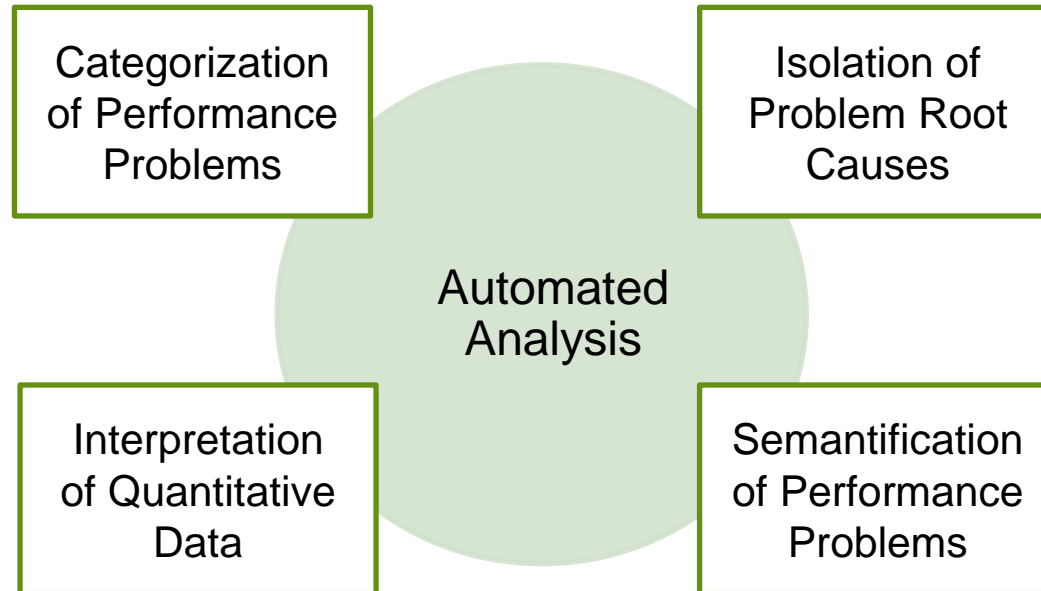 Categorization
of Performance
Problems
Isolation of
Problem Root
Causes
Automated
Analysis
Interpretation
of Quantitative
Data
Semantification
of Performance
Problems